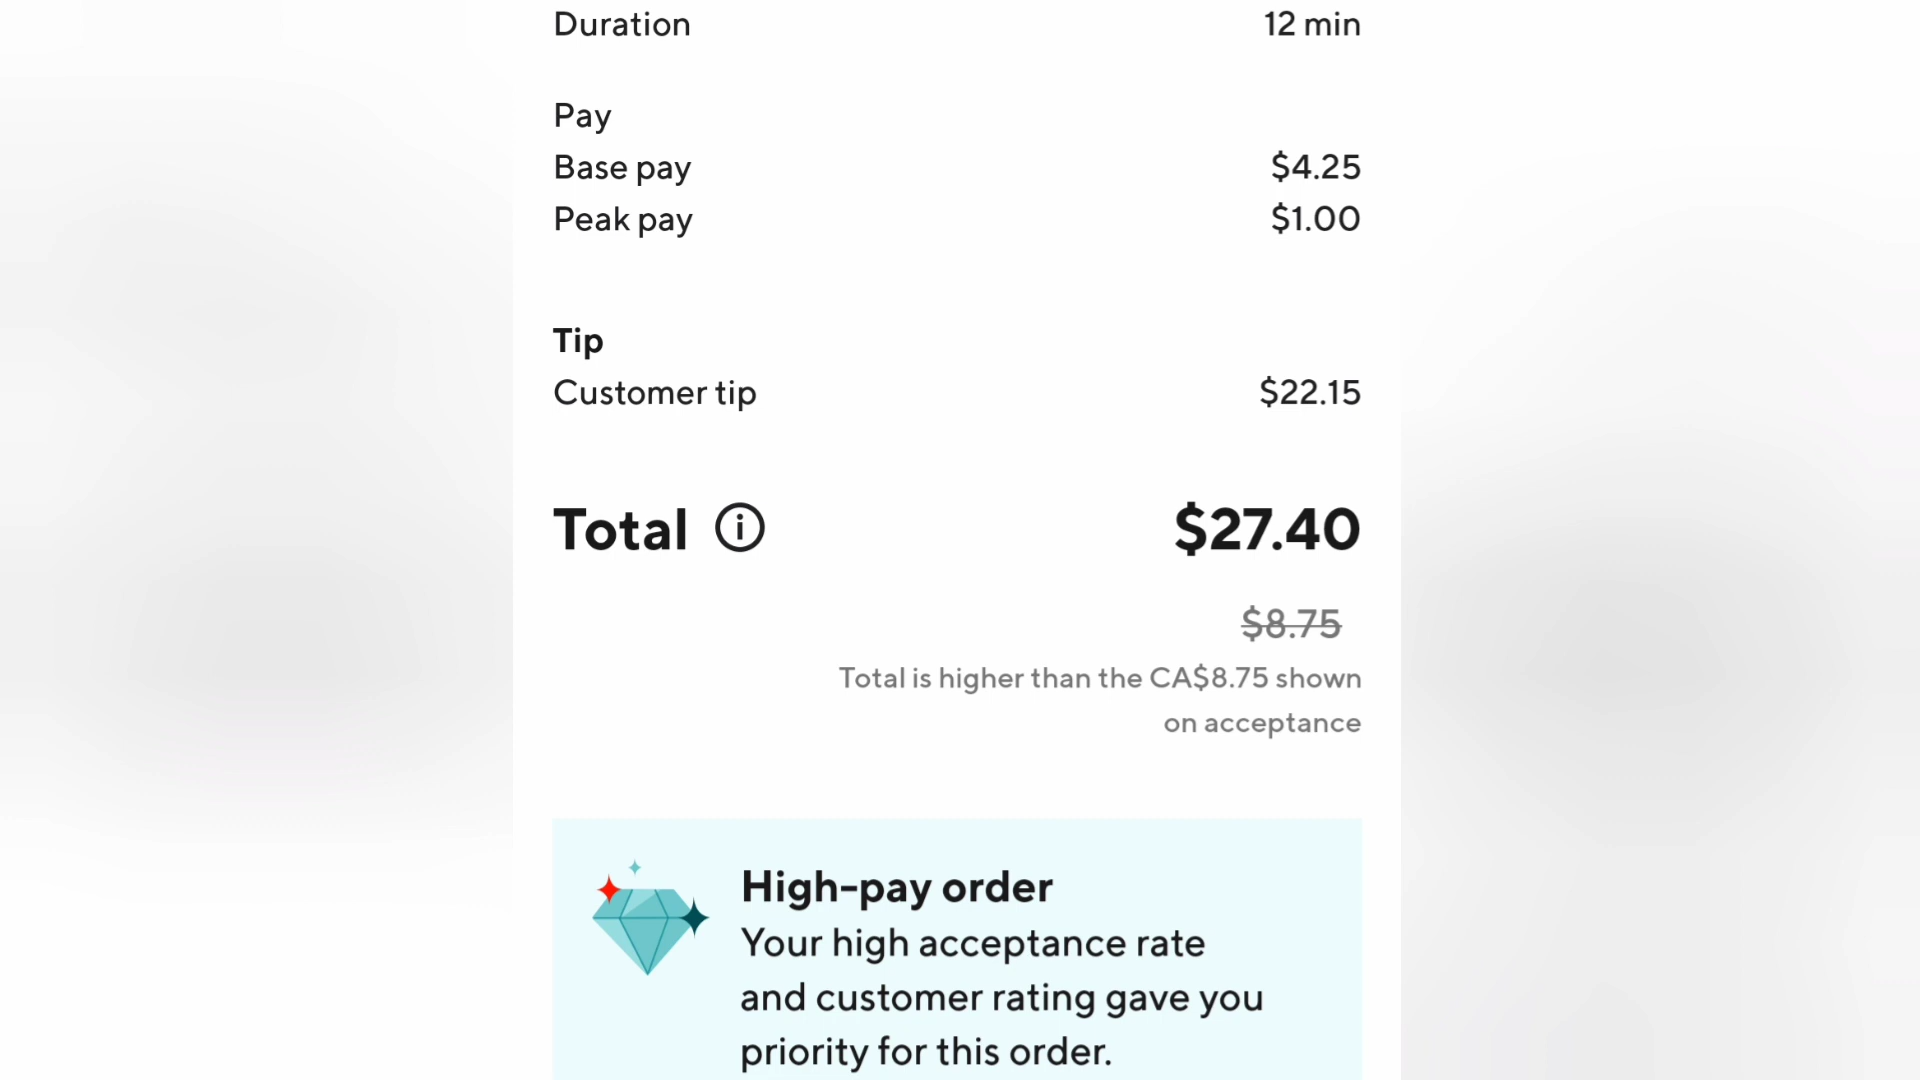 Duration 12 min
Pay
Base pay $4.25
Peak pay $1.00
Tip
Customer tip $22.15
Total $27.40
$8.75
Total is higher than the CA$8.75 shown
on acceptance
High-pay order
Your high acceptance rate
and customer rating gave you
priority for this order.